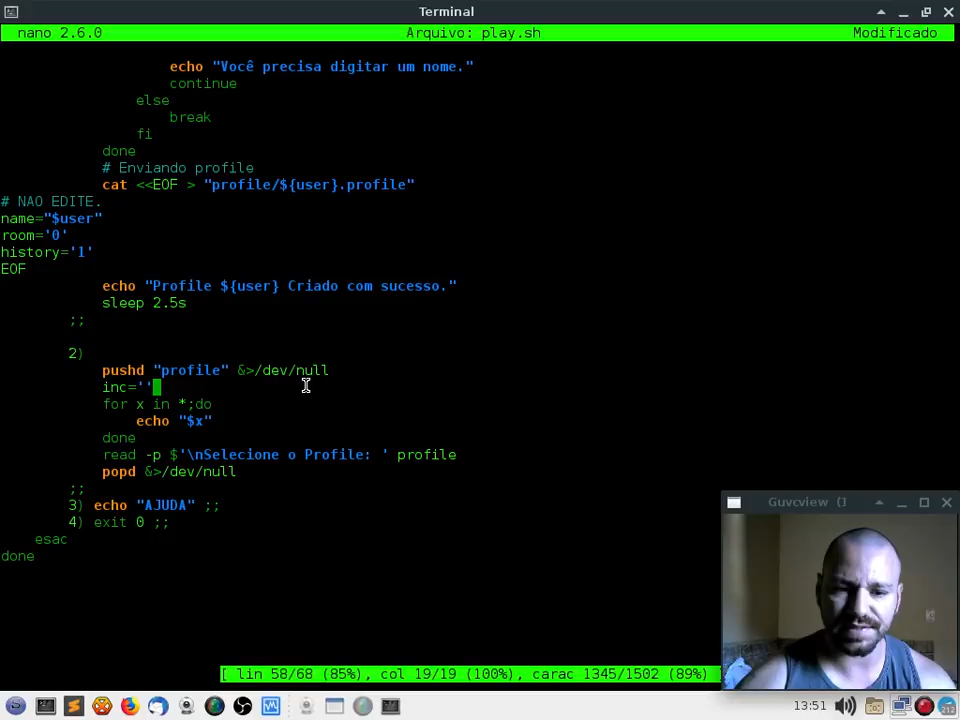 Terminal
nano 2.6.0 Arquivo: play.sh Modificado
echo "Você precisa digitar um nome."
continue
else
break
fi
done
# Enviando profile
cat <<EOF > "profile/${user}.profile"
# NAO EDITE.
name="$user"
room='0'
history='1'
EOF
echo "Profile ${user} Criado com sucesso."
sleep 2.5s
;;
2)
pushd "profile" &>/dev/null
inc=''
for x in *;do
echo "$x"
done
read -p $'\nSelecione o Profile: ' profile
popd &>/dev/null
;;
3) echo "AJUDA" ;;
4) exit 0 ;;
esac
done
Guvcview (]
[ lin 58/68 (85%), col 19/19 (100%), carac 1345/1502 (89%) ]
13:51
212